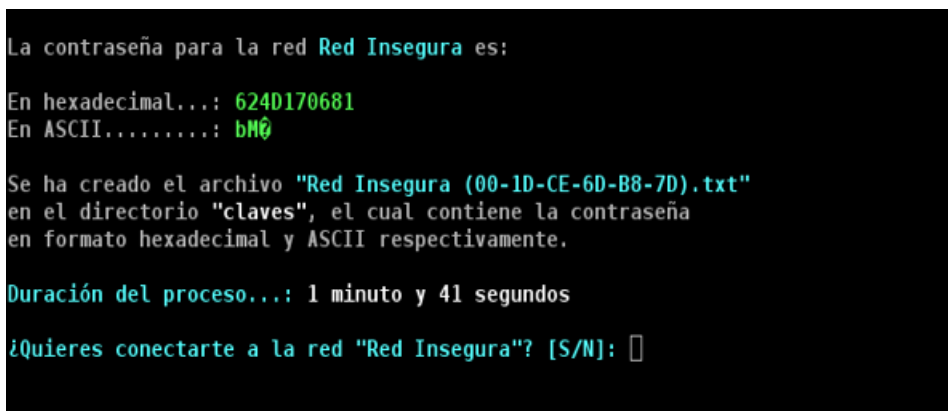 La contraseña para la red Red Insegura es:
En hexadecimal...: 624D170681
En ASCII.........: bM�
Se ha creado el archivo "Red Insegura (00-1D-CE-6D-B8-7D).txt"
en el directorio "claves", el cual contiene la contraseña
en formato hexadecimal y ASCII respectivamente.
Duración del proceso...: 1 minuto y 41 segundos
¿Quieres conectarte a la red "Red Insegura"? [S/N]: